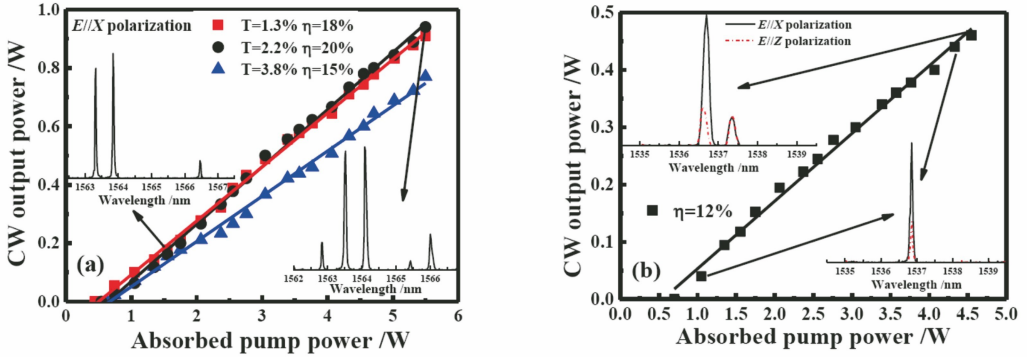 CW output power /W
1.0
0.8
0.6
0.4
0.2
0.0
E//X polarization
T=1.3% η=18%
T=2.2% η=20%
T=3.8% η=15%
1563 1564 1565 1566 1567
Wavelength /nm
(a)
1562 1563 1564 1565 1566
Wavelength /nm
0 1 2 3 4 5 6
Absorbed pump power /W
CW output power /W
0.5
0.4
0.3
0.2
0.1
0.0
E//X polarization
E//Z polarization
1535 1536 1537 1538 1539
Wavelength /nm
η=12%
(b)
1535 1536 1537 1538 1539
Wavelength /nm
0.0 0.5 1.0 1.5 2.0 2.5 3.0 3.5 4.0 4.5 5.0
Absorbed pump power /W